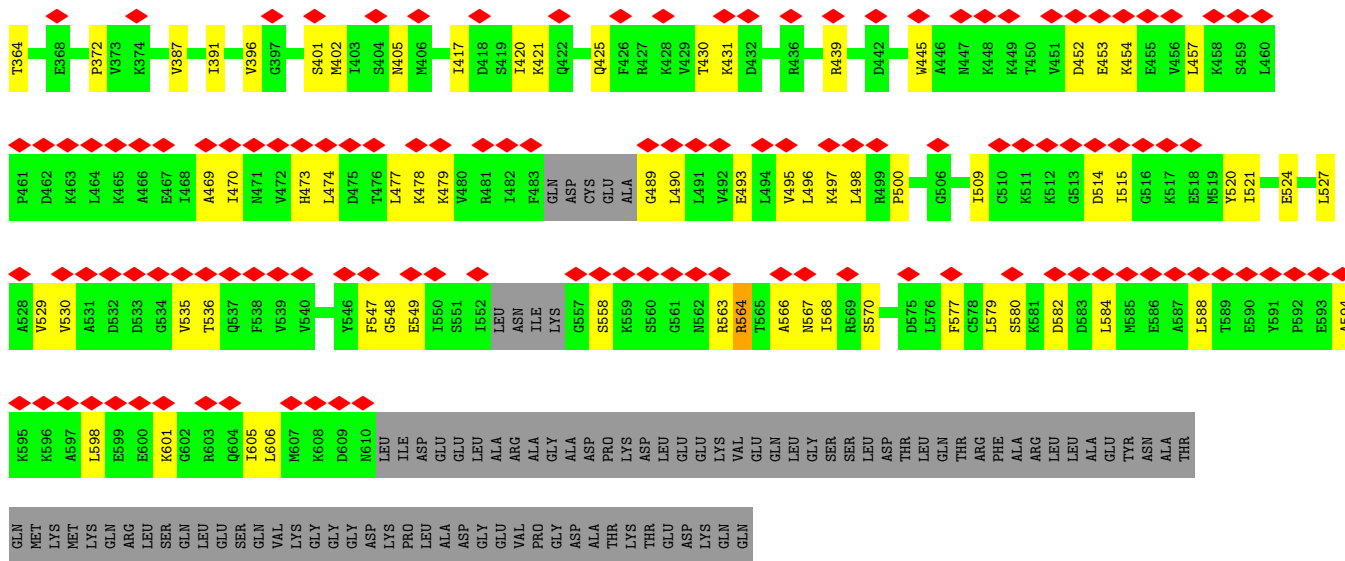 T364 E368 P372 V373 K374 V387 I391 V396 G397 S401 M402 I403 S404 N405 M406 I417 D418 S419 I420 K421 Q422 Q425 F426 R427 K428 V429 T430 K431 D432 R436 R439 D442 W445 A446 N447 K448 K449 T450 V451 D452 E453 K454 E455 V456 L457 K458 S459 L460
P461 D462 K463 L464 K465 A466 E467 I468 A469 I470 N471 V472 H473 L474 D475 T476 L477 K478 K479 V480 R481 I482 F483 GLN ASP CYS GLU ALA G489 L490 L491 V492 E493 L494 V495 L496 K497 L498 R499 P500 G506 I509 C510 K511 K512 G513 D514 I515 G516 K517 E518 M519 Y520 I521 E524 L527
A528 V529 V530 A531 D532 D533 G534 V535 T536 Q537 F538 V539 V540 Y546 F547 G548 E549 I550 S551 I552 LEU ASN ILE LYS G557 S558 K559 S560 G561 N562 R563 R564 T565 A566 N567 I568 R569 S570 D575 L576 F577 C578 L579 S580 K581 D582 D583 L584 M585 E586 A587 L588 T589 E590 Y591 P592 E593 A594
K595 K596 A597 L598 E599 E600 K601 G602 R603 Q604 I605 L606 M607 K608 D609 N610 LEU ILE ASP GLU GLU LEU ALA ARG ALA GLY ALA ASP PRO LYS ASP LEU GLU GLU LYS VAL GLU GLN LEU GLY SER SER LEU ASP THR LEU GLN THR ARG PHE ALA ARG LEU LEU ALA GLU TYR ASN ALA THR
GLN MET LYS MET LYS GLN ARG LEU SER GLN LEU GLU SER GLN VAL LYS GLY GLY GLY ASP LYS PRO LEU ALA ASP GLY GLU VAL PRO GLY ASP ALA THR LYS THR GLU ASP LYS GLN GLN